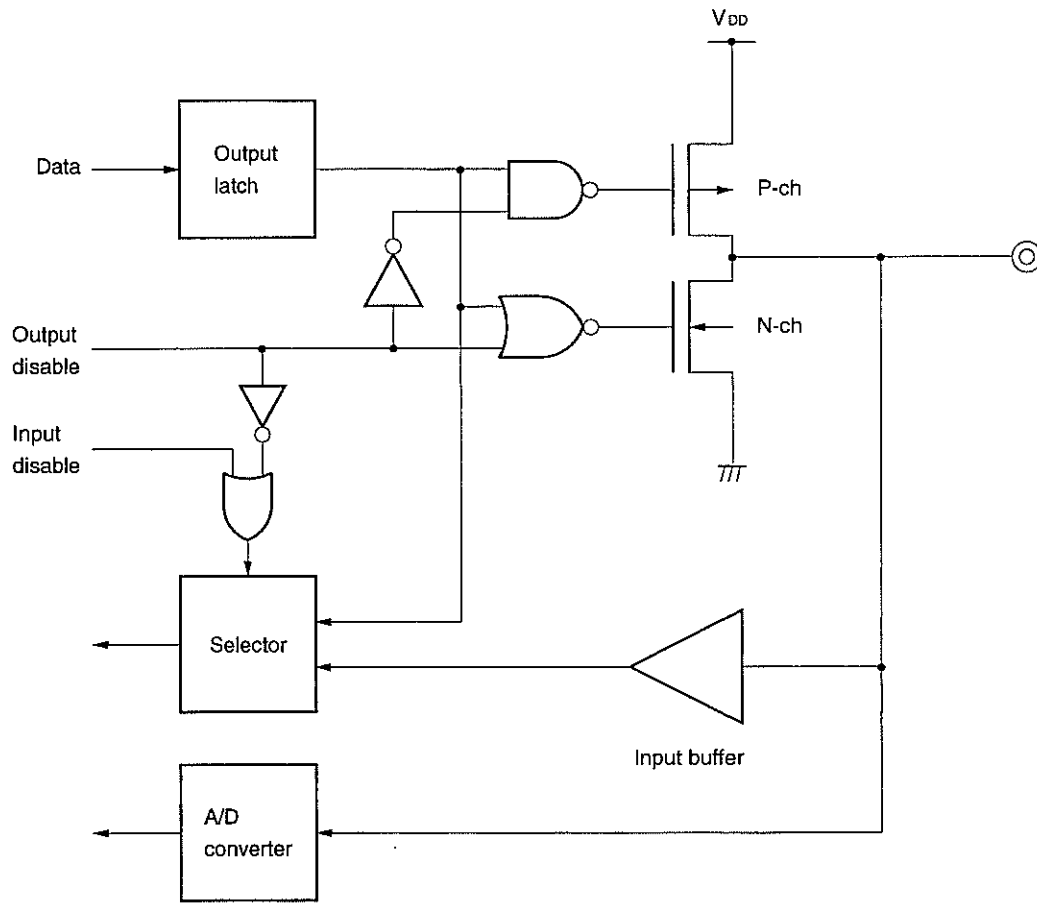 VDD
Data
Output
latch
P-ch
N-ch
Output
disable
Input
disable
Selector
Input buffer
A/D
converter